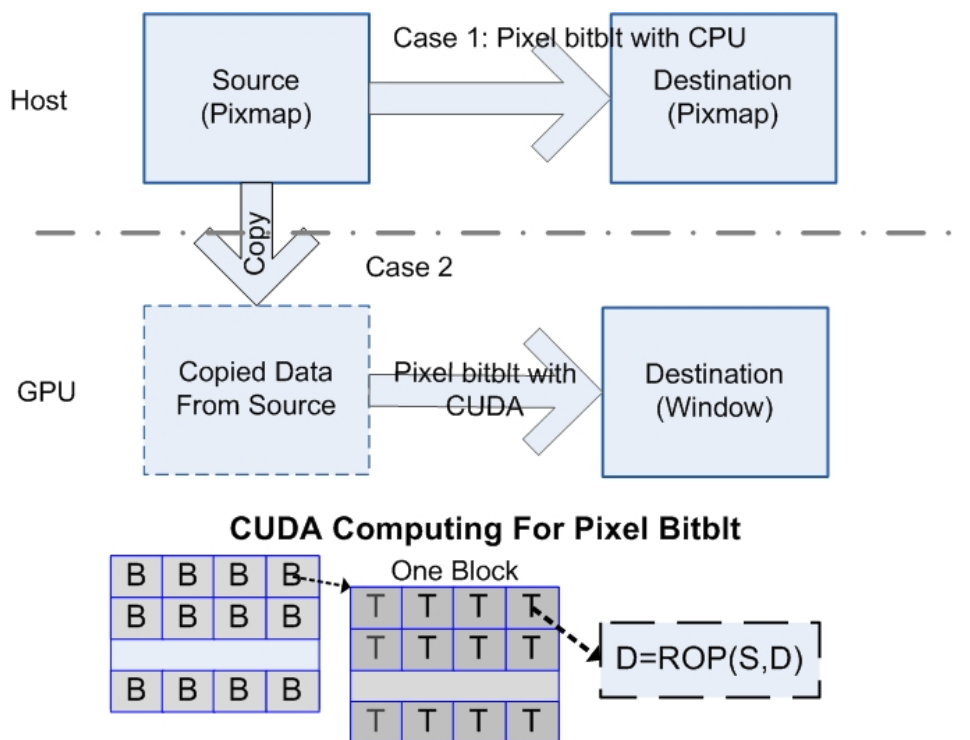 Case 1: Pixel bitblt with CPU
Host
Source
(Pixmap)
Destination
(Pixmap)
Copy
Case 2
GPU
Copied Data
From Source
Pixel bitblt with
CUDA
Destination
(Window)
CUDA Computing For Pixel Bitblt
B B B B
B B B B
B B B B
One Block
T T T T
T T T T
T T T T
D=ROP(S,D)